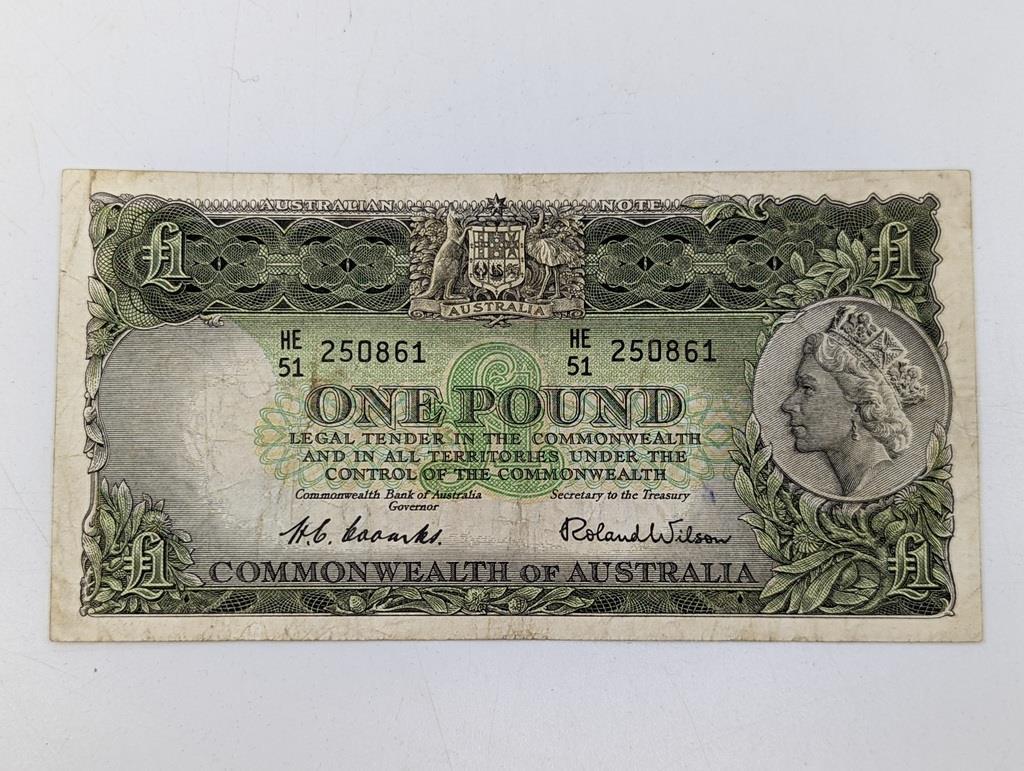 AUSTRALIAN NOTE
£1 £1
AUSTRALIA
HE 51 250861 HE 51 250861
ONE POUND
LEGAL TENDER IN THE COMMONWEALTH
AND IN ALL TERRITORIES UNDER THE
CONTROL OF THE COMMONWEALTH
Commonwealth Bank of Australia Secretary to the Treasury
Governor
H.C. Coombs. Roland Wilson
£1 £1
COMMONWEALTH OF AUSTRALIA